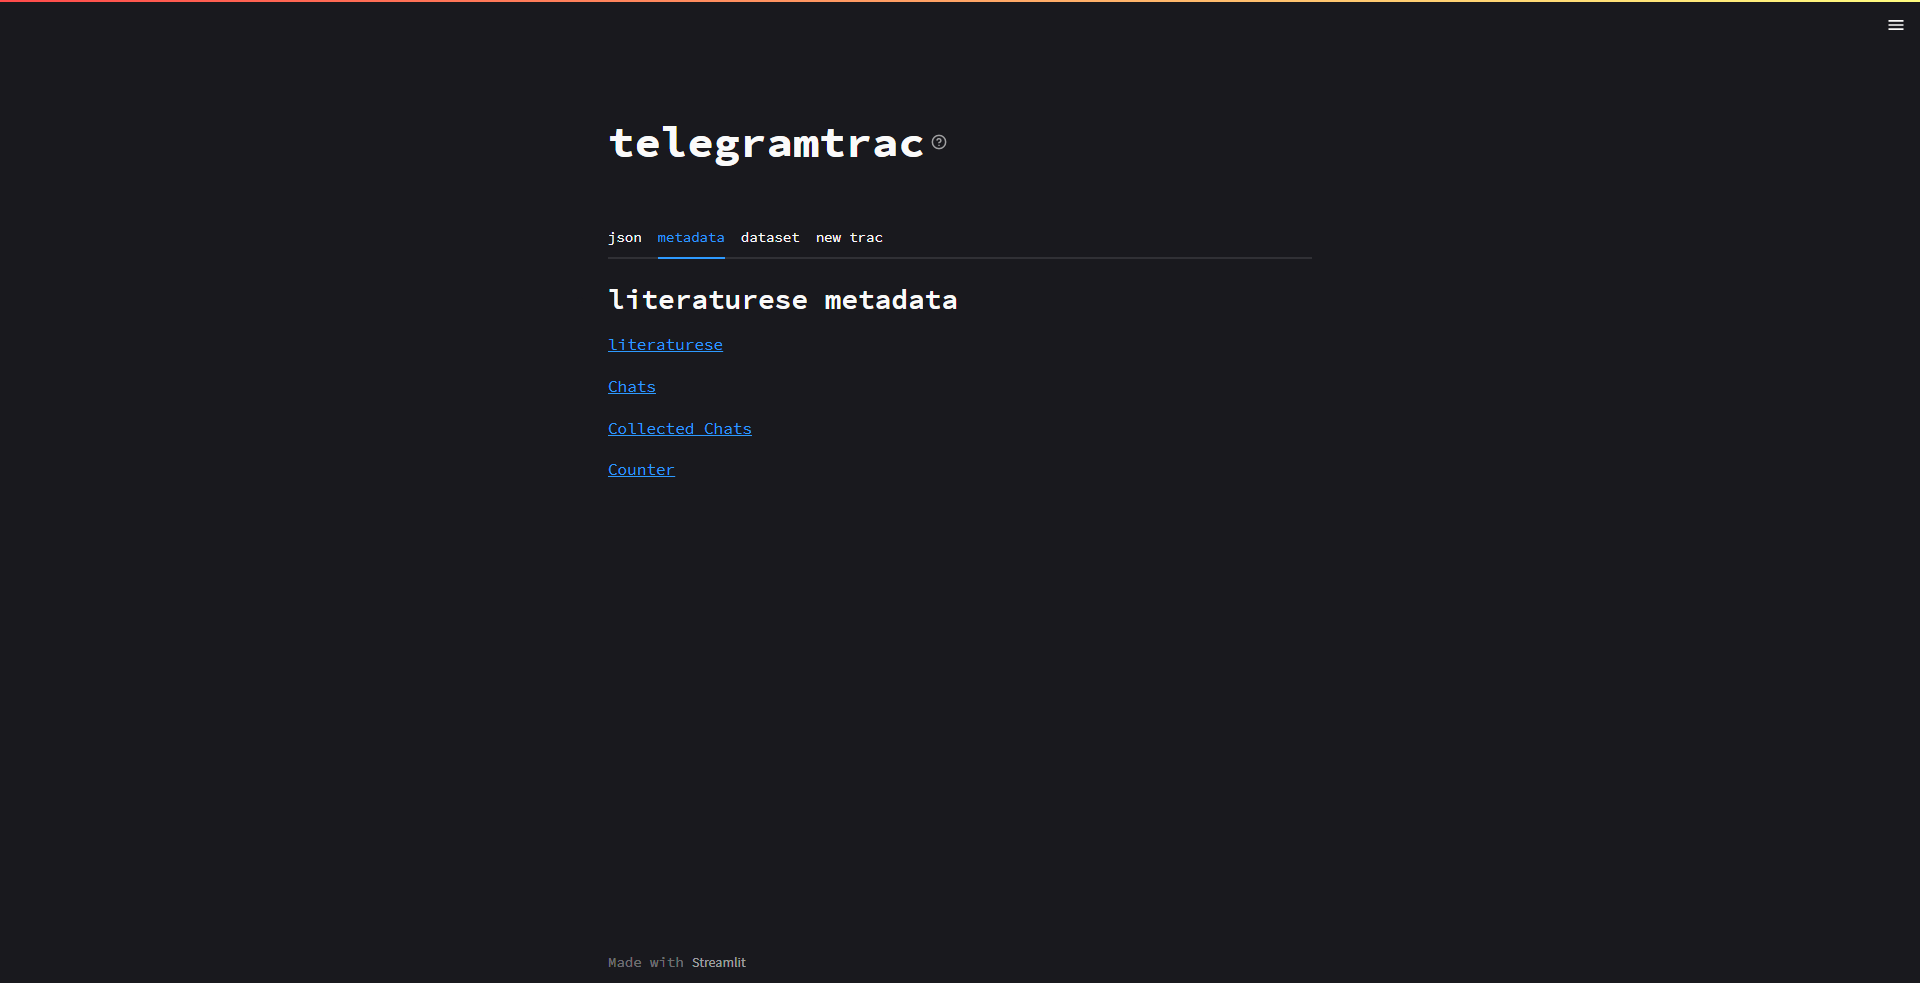 telegramtrac
json metadata dataset new trac
literaturese metadata
literaturese
Chats
Collected Chats
Counter
Made with Streamlit